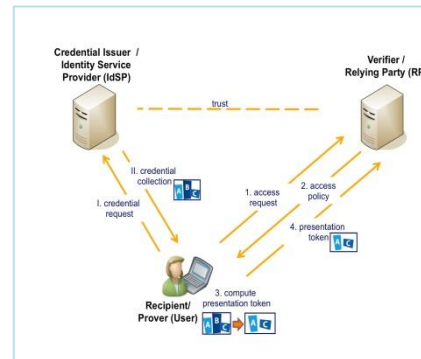 Credential Issuer /
Identity Service
Provider (IdSP)
Verifier /
Relying Party (RP
trust
II. credential
collection
A B C
I. credential
request
1. access
request
2. access
policy
4. presentation
token
A C
3. compute
presentation token
Recipient/
Prover (User)
A B C
A C